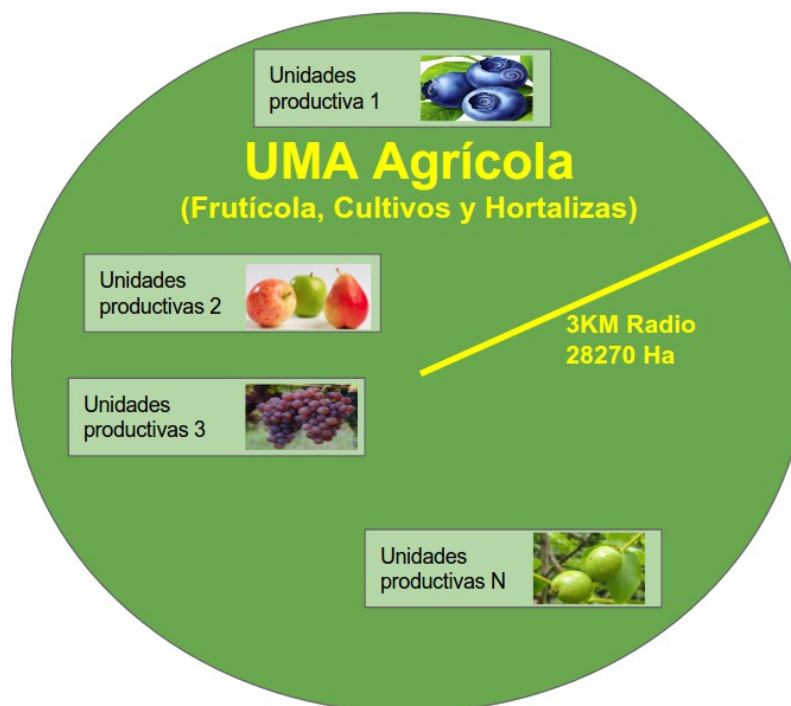 Unidades
productiva 1
UMA Agrícola
(Frutícola, Cultivos y Hortalizas)
Unidades
productivas 2
3KM Radio
28270 Ha
Unidades
productivas 3
Unidades
productivas N